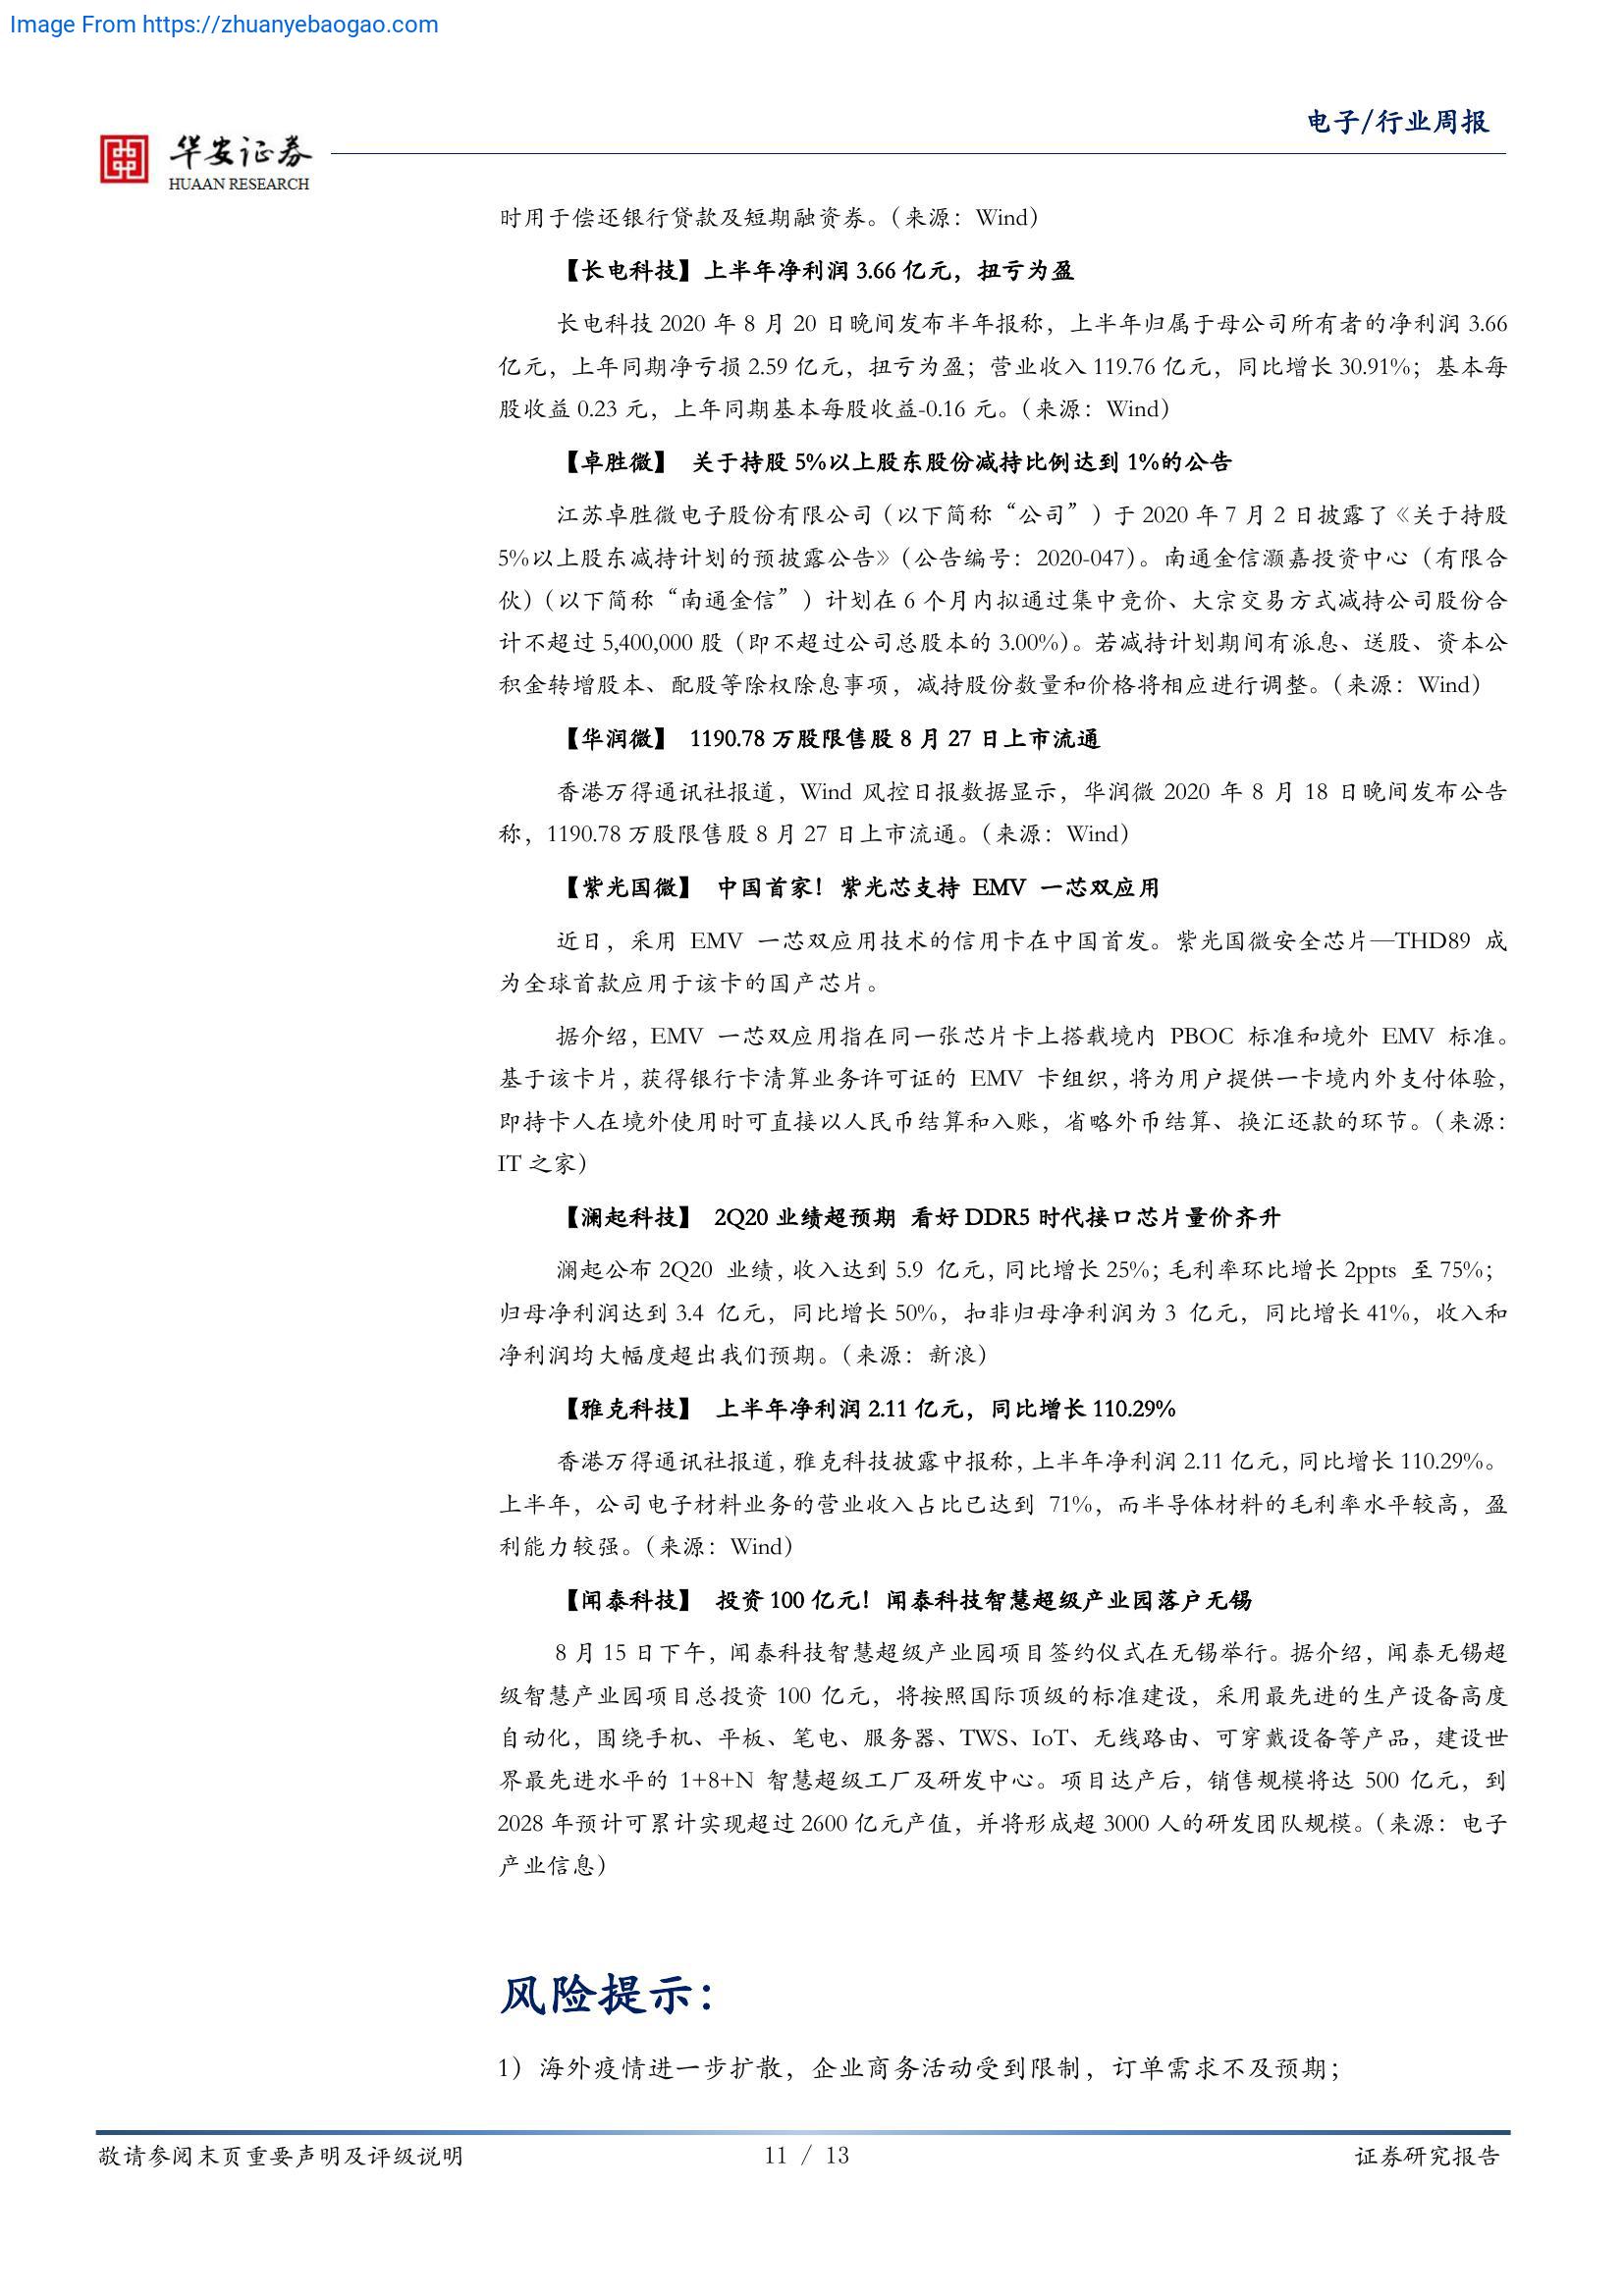 Image From https://zhuanyebaogao.com
电子/行业周报
华安证券
HUAAN RESEARCH
时用于偿还银行贷款及短期融资券。（来源：Wind）
【长电科技】上半年净利润 3.66 亿元，扭亏为盈
长电科技 2020 年 8 月 20 日晚间发布半年报称，上半年归属于母公司所有者的净利润 3.66
亿元，上年同期净亏损 2.59 亿元，扭亏为盈；营业收入 119.76 亿元，同比增长 30.91%；基本每
股收益 0.23 元，上年同期基本每股收益-0.16 元。（来源：Wind）
【卓胜微】 关于持股 5%以上股东股份减持比例达到 1%的公告
江苏卓胜微电子股份有限公司（以下简称“公司”）于 2020 年 7 月 2 日披露了《关于持股
5%以上股东减持计划的预披露公告》（公告编号：2020-047）。南通金信灏嘉投资中心（有限合
伙）（以下简称“南通金信”）计划在 6 个月内拟通过集中竞价、大宗交易方式减持公司股份合
计不超过 5,400,000 股（即不超过公司总股本的 3.00%）。若减持计划期间有派息、送股、资本公
积金转增股本、配股等除权除息事项，减持股份数量和价格将相应进行调整。（来源：Wind）
【华润微】 1190.78 万股限售股 8 月 27 日上市流通
香港万得通讯社报道，Wind 风控日报数据显示，华润微 2020 年 8 月 18 日晚间发布公告
称，1190.78 万股限售股 8 月 27 日上市流通。（来源：Wind）
【紫光国微】 中国首家！紫光芯支持 EMV 一芯双应用
近日，采用 EMV 一芯双应用技术的信用卡在中国首发。紫光国微安全芯片—THD89 成
为全球首款应用于该卡的国产芯片。
据介绍，EMV 一芯双应用指在同一张芯片卡上搭载境内 PBOC 标准和境外 EMV 标准。
基于该卡片，获得银行卡清算业务许可证的 EMV 卡组织，将为用户提供一卡境内外支付体验，
即持卡人在境外使用时可直接以人民币结算和入账，省略外币结算、换汇还款的环节。（来源：
IT 之家）
【澜起科技】 2Q20 业绩超预期 看好 DDR5 时代接口芯片量价齐升
澜起公布 2Q20 业绩，收入达到 5.9 亿元，同比增长 25%；毛利率环比增长 2ppts 至 75%；
归母净利润达到 3.4 亿元，同比增长 50%，扣非归母净利润为 3 亿元，同比增长 41%，收入和
净利润均大幅度超出我们预期。（来源：新浪）
【雅克科技】 上半年净利润 2.11 亿元，同比增长 110.29%
香港万得通讯社报道，雅克科技披露中报称，上半年净利润 2.11 亿元，同比增长 110.29%。
上半年，公司电子材料业务的营业收入占比已达到 71%，而半导体材料的毛利率水平较高，盈
利能力较强。（来源：Wind）
【闻泰科技】 投资 100 亿元！闻泰科技智慧超级产业园落户无锡
8 月 15 日下午，闻泰科技智慧超级产业园项目签约仪式在无锡举行。据介绍，闻泰无锡超
级智慧产业园项目总投资 100 亿元，将按照国际顶级的标准建设，采用最先进的生产设备高度
自动化，围绕手机、平板、笔电、服务器、TWS、IoT、无线路由、可穿戴设备等产品，建设世
界最先进水平的 1+8+N 智慧超级工厂及研发中心。项目达产后，销售规模将达 500 亿元，到
2028 年预计可累计实现超过 2600 亿元产值，并将形成超 3000 人的研发团队规模。（来源：电子
产业信息）
风险提示：
1）海外疫情进一步扩散，企业商务活动受到限制，订单需求不及预期；
敬请参阅末页重要声明及评级说明
11 / 13
证券研究报告